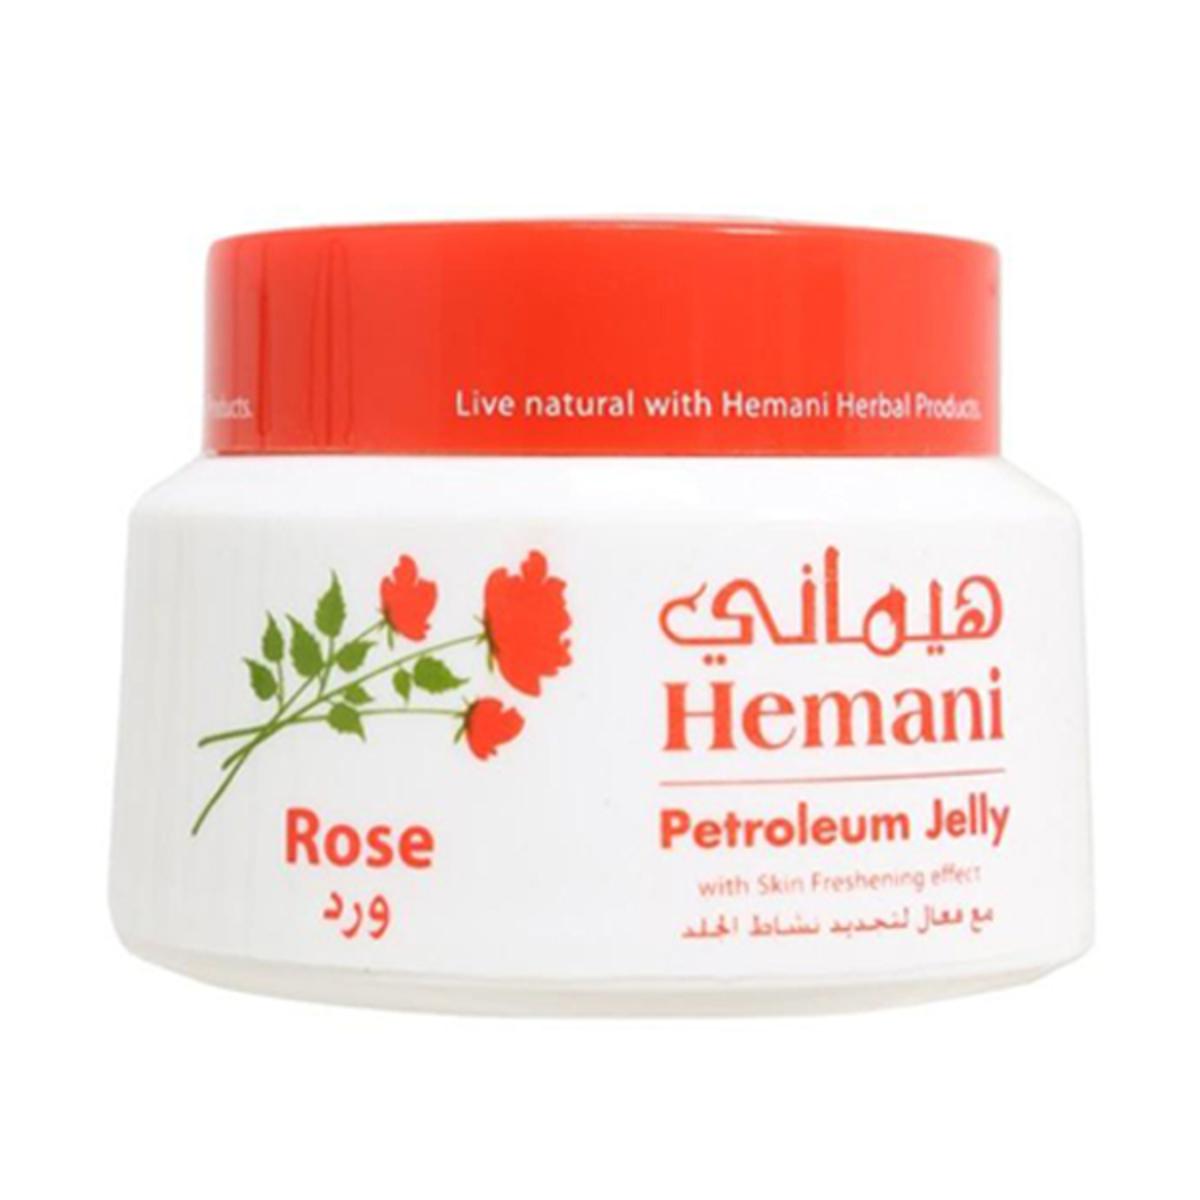 Products.
Live natural with Hemani Herbal Products.
هيماني
Hemani
Petroleum Jelly
with Skin Freshening effect
مع فعال لتحديد نشاط الجلد
Rose
ورد